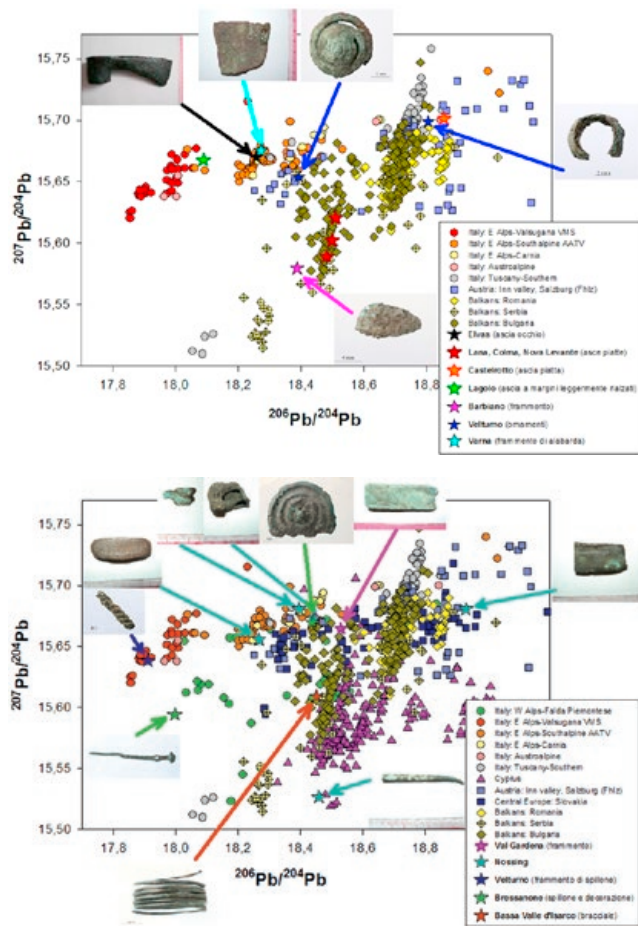 15,75
15,70
15,65
15,60
15,55
15,50
207Pb/204Pb
17,8 18,0 18,2 18,4 18,6 18,8
206Pb/204Pb
Italy: E Alps-Valsugana VMS
Italy: E Alps-Southalpine AATV
Italy: E Alps-Carnia
Italy: Austroalpine
Italy: Tuscany-Southern
Austria: Inn valley, Salzburg (Fhlz)
Balkans: Romania
Balkans: Serbia
Balkans: Bulgaria
Elvas (ascia occhio)
Lasa, Colma, Nova Levante (asce piatte)
Castelrotto (ascia piatta)
Lagolo (ascia a margini leggermente rialzati)
Barbiano (frammento)
Velturno (ornamenti)
Varna (frammento di alabarda)
15,75
15,70
15,65
15,60
15,55
15,50
207Pb/204Pb
17,8 18,0 18,2 18,4 18,6 18,8
206Pb/204Pb
Italy: W Alps-Falda Piemontese
Italy: E Alps-Valsugana VMS
Italy: E Alps-Southalpine AATV
Italy: E Alps-Carnia
Italy: Austroalpine
Italy: Tuscany-Southern
Cyprus
Austria: Inn valley, Salzburg (Fhlz)
Central Europe: Slovakia
Balkans: Romania
Balkans: Serbia
Balkans: Bulgaria
Val Gardena (frammento)
Nössing
Velturno (frammento di spillone)
Bressanone (spillone e decorazione)
Bassa Valle d'Isarco (bracciale)